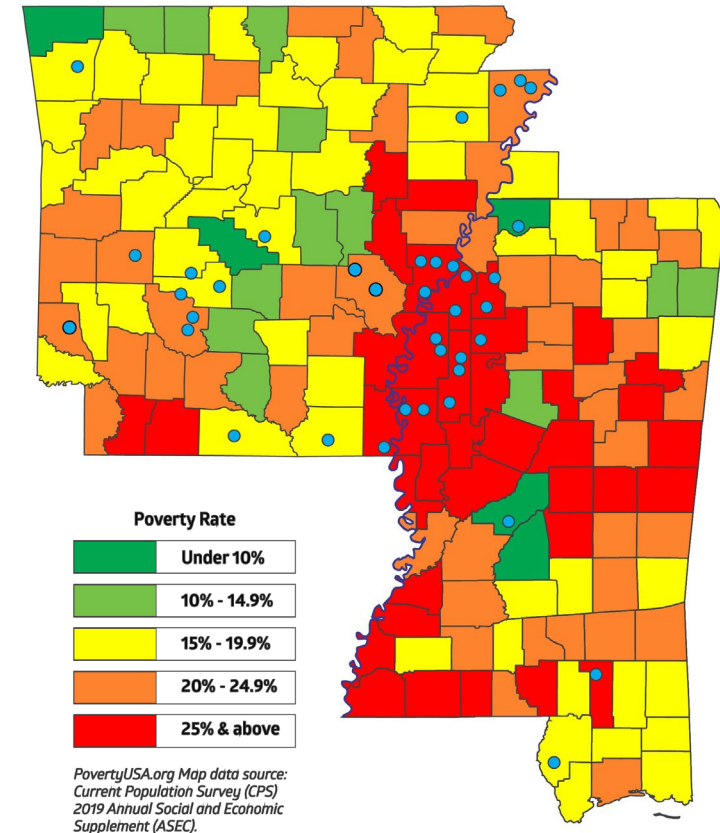 Poverty Rate
Under 10%
10% - 14.9%
15% - 19.9%
20% - 24.9%
25% & above
PovertyUSA.org Map data source:
Current Population Survey (CPS)
2019 Annual Social and Economic
Supplement (ASEC).